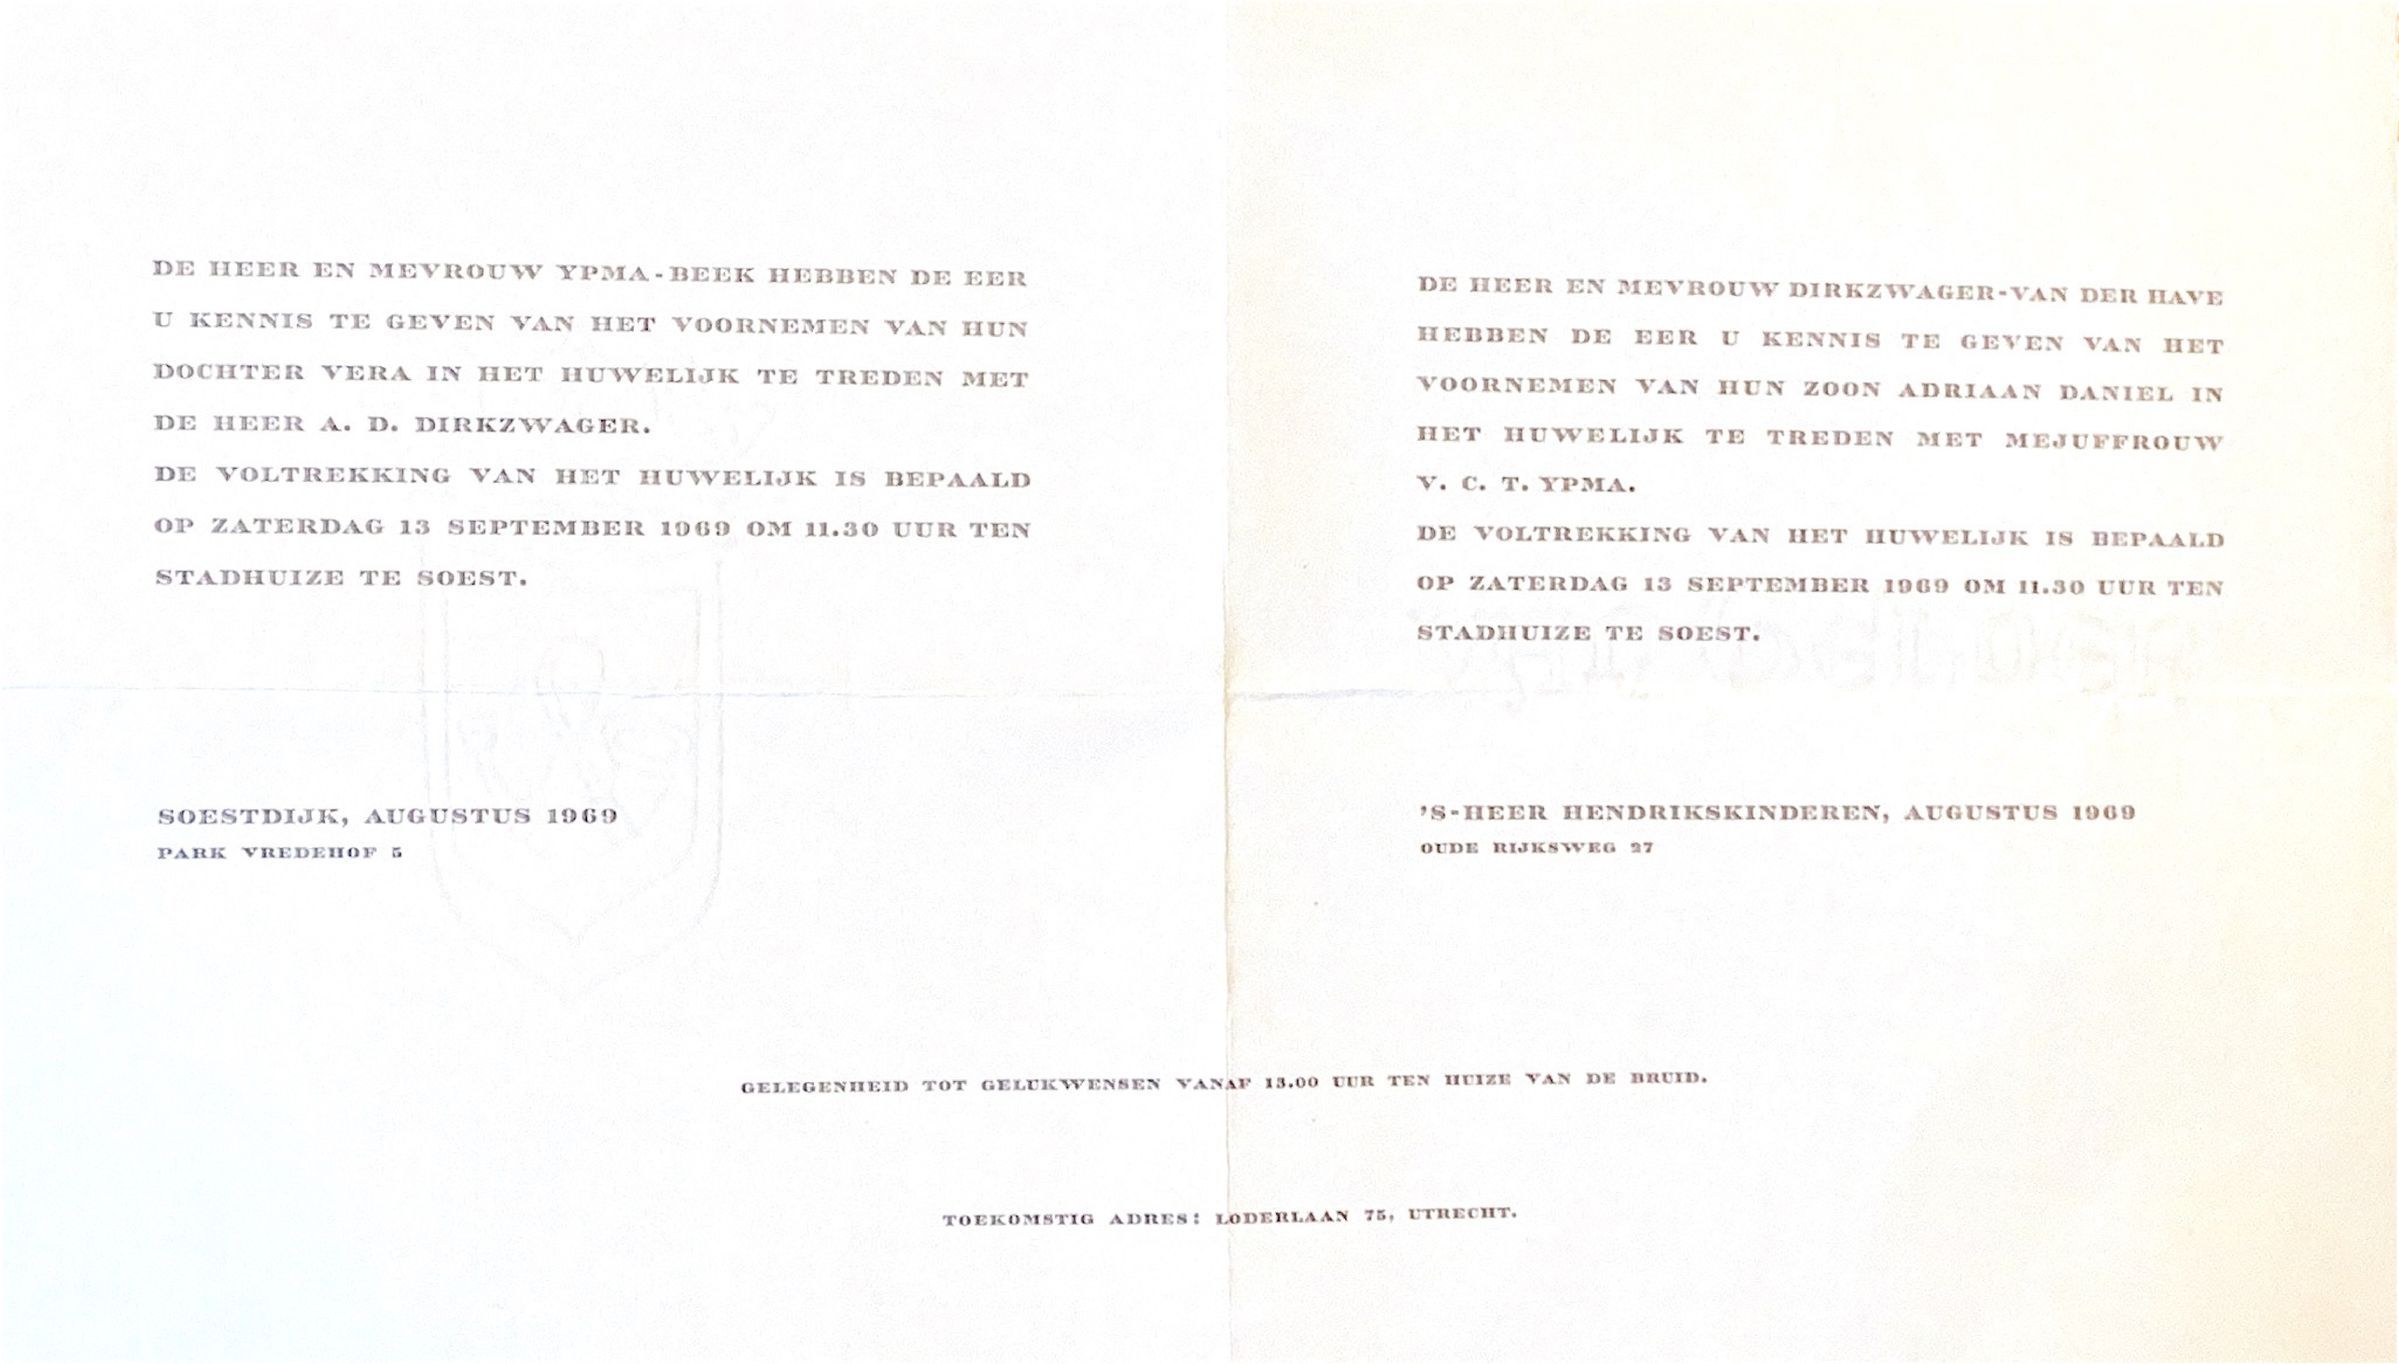 DE HEER EN MEVROUW YPMA-BEEK HEBBEN DE EER
U KENNIS TE GEVEN VAN HET VOORNEMEN VAN HUN
DOCHTER VERA IN HET HUWELIJK TE TREDEN MET
DE HEER A. D. DIRKZWAGER.
DE VOLTREKKING VAN HET HUWELIJK IS BEPAALD
OP ZATERDAG 13 SEPTEMBER 1969 OM 11.30 UUR TEN
STADHUIZE TE SOEST.
SOESTDIJK, AUGUSTUS 1969
PARK VREDEHOF 5
DE HEER EN MEVROUW DIRKZWAGER-VAN DER HAVE
HEBBEN DE EER U KENNIS TE GEVEN VAN HET
VOORNEMEN VAN HUN ZOON ADRIAAN DANIEL IN
HET HUWELIJK TE TREDEN MET MEJUFFROUW
V. C. T. YPMA.
DE VOLTREKKING VAN HET HUWELIJK IS BEPAALD
OP ZATERDAG 13 SEPTEMBER 1969 OM 11.30 UUR TEN
STADHUIZE TE SOEST.
'S-HEER HENDRIKSKINDEREN, AUGUSTUS 1969
OUDE RIJKSWEG 27
GELEGENHEID TOT GELUKWENSEN VANAF 13.00 UUR TEN HUIZE VAN DE BRUID.
TOEKOMSTIG ADRES: LODERLAAN 75, UTRECHT.